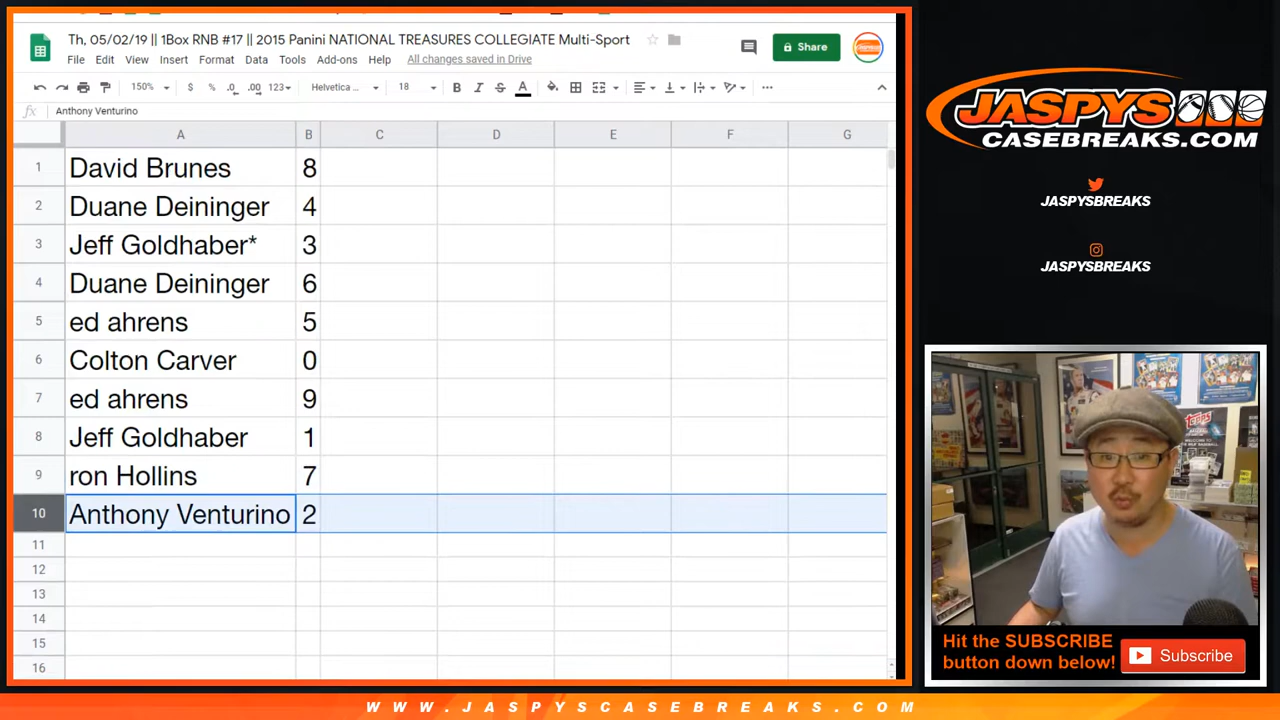 Th, 05/02/19 || 1Box RNB #17 || 2015 Panini NATIONAL TREASURES COLLEGIATE Multi-Sport
Share
File Edit View Insert Format Data Tools Add-ons Help All changes saved in Drive
150% $ % .0 .00 123 Helvetica ... 18 B I S A
fx Anthony Venturino
A B C D E F G
1 David Brunes 8
2 Duane Deininger 4
3 Jeff Goldhaber* 3
4 Duane Deininger 6
5 ed ahrens 5
6 Colton Carver 0
7 ed ahrens 9
8 Jeff Goldhaber 1
9 ron Hollins 7
10 Anthony Venturino 2
11
12
13
14
15
16
JASPYS
CASEBREAKS.COM
JASPYSBREAKS
JASPYSBREAKS
topps
Hit the SUBSCRIBE
button down below!
Subscribe
WWW.JASPYSCASEBREAKS.COM